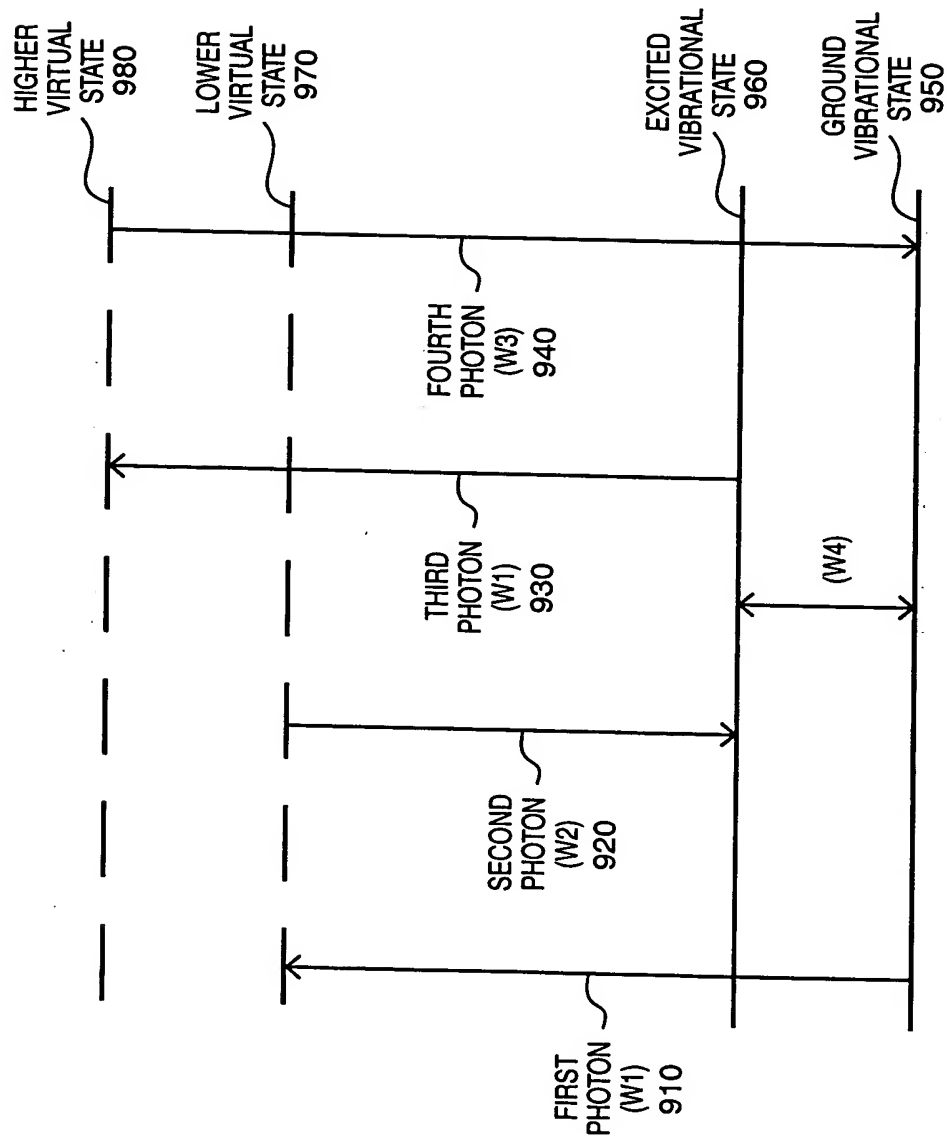 HIGHER
VIRTUAL
STATE
980
LOWER
VIRTUAL
STATE
970
EXCITED
VIBRATIONAL
STATE
960
GROUND
VIBRATIONAL
STATE
950
FOURTH
PHOTON
(W3)
940
THIRD
PHOTON
(W1)
930
(W4)
SECOND
PHOTON
(W2)
920
FIRST
PHOTON
(W1)
910